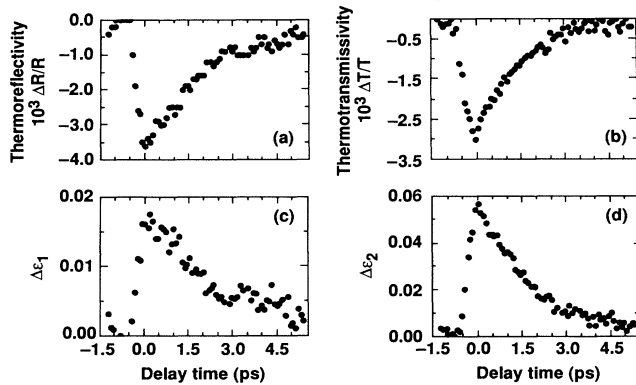 Thermoreflectivity
10³ ΔR/R
0.0
-1.0
-2.0
-3.0
-4.0
(a)
Thermotransmissivity
10³ ΔT/T
-0.5
-1.5
-2.5
-3.5
(b)
Δε₁
0.02
0.01
0.00
(c)
-1.5 0.0 1.5 3.0 4.5
Delay time (ps)
Δε₂
0.06
0.04
0.02
0.00
(d)
-1.5 0.0 1.5 3.0 4.5
Delay time (ps)